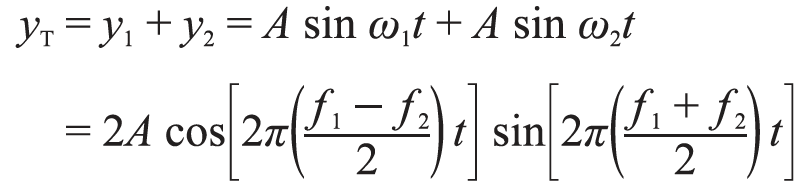 y_T = y_1 + y_2 = A sin ω_1t + A sin ω_2t
= 2A cos[2π((f_1 − f_2)/2) t] sin[2π((f_1 + f_2)/2) t]